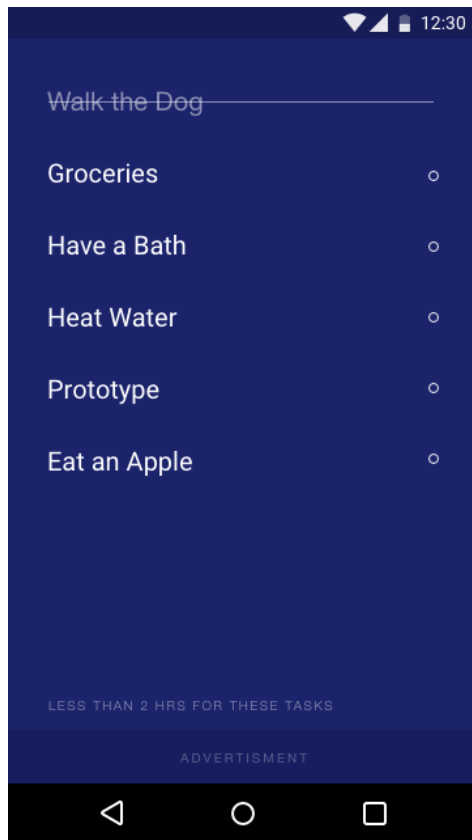 12:30
Walk the Dog
Groceries
Have a Bath
Heat Water
Prototype
Eat an Apple
LESS THAN 2 HRS FOR THESE TASKS
ADVERTISMENT